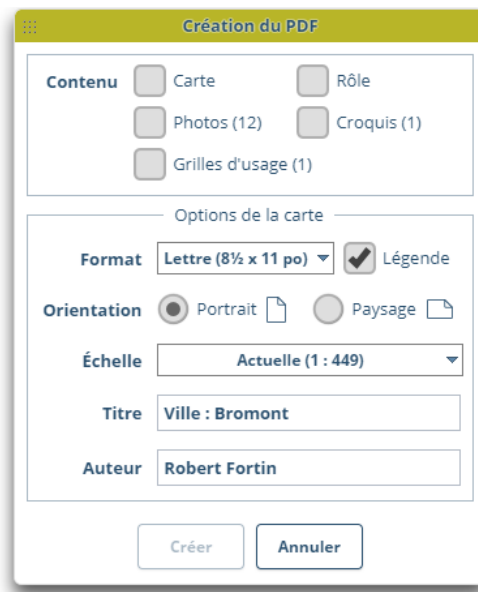 Création du PDF
Contenu Carte Rôle
Photos (12) Croquis (1)
Grilles d'usage (1)
Options de la carte
Format Lettre (8½ x 11 po) Légende
Orientation Portrait Paysage
Échelle Actuelle (1 : 449)
Titre Ville : Bromont
Auteur Robert Fortin
Créer Annuler